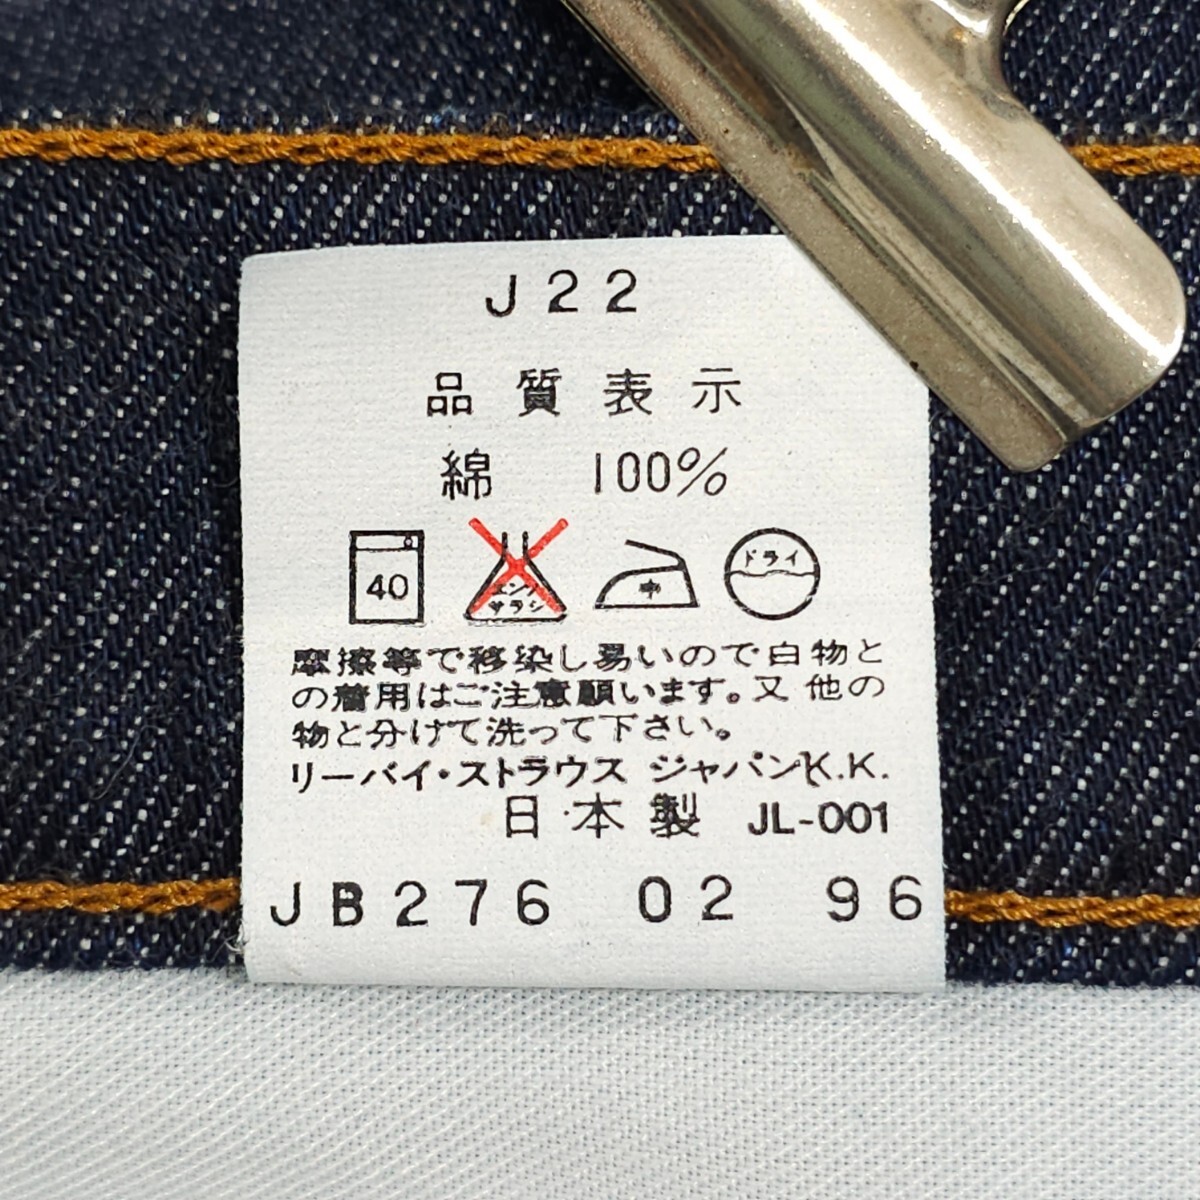 J22
品質表示
綿 100%
40 エンソ 中 ドライ
サラシ
摩擦等で移染し易いので白物と
の着用はご注意願います。又他の
物と分けて洗って下さい。
リーバイ・ストラウス ジャパンK.K.
日本製 JL-001
JB276 02 96